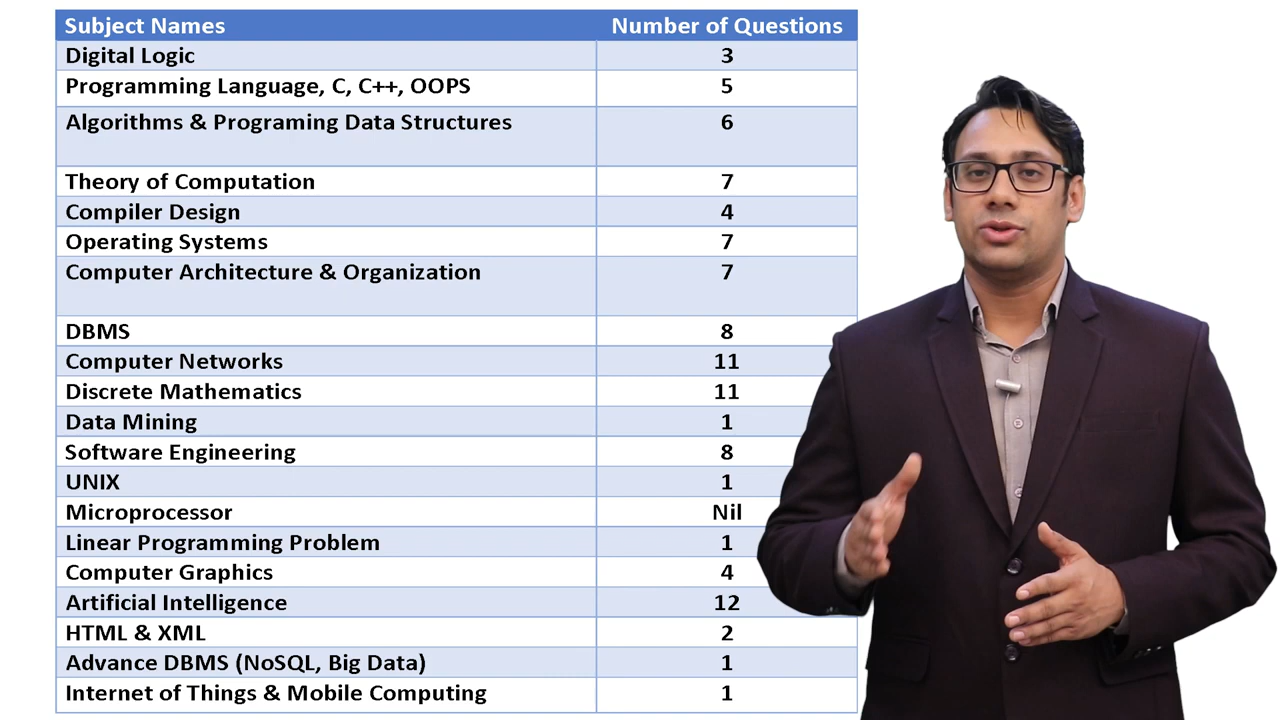 Subject Names Number of Questions
Digital Logic 3
Programming Language, C, C++, OOPS 5
Algorithms & Programing Data Structures 6
Theory of Computation 7
Compiler Design 4
Operating Systems 7
Computer Architecture & Organization 7
DBMS 8
Computer Networks 11
Discrete Mathematics 11
Data Mining 1
Software Engineering 8
UNIX 1
Microprocessor Nil
Linear Programming Problem 1
Computer Graphics 4
Artificial Intelligence 12
HTML & XML 2
Advance DBMS (NoSQL, Big Data) 1
Internet of Things & Mobile Computing 1